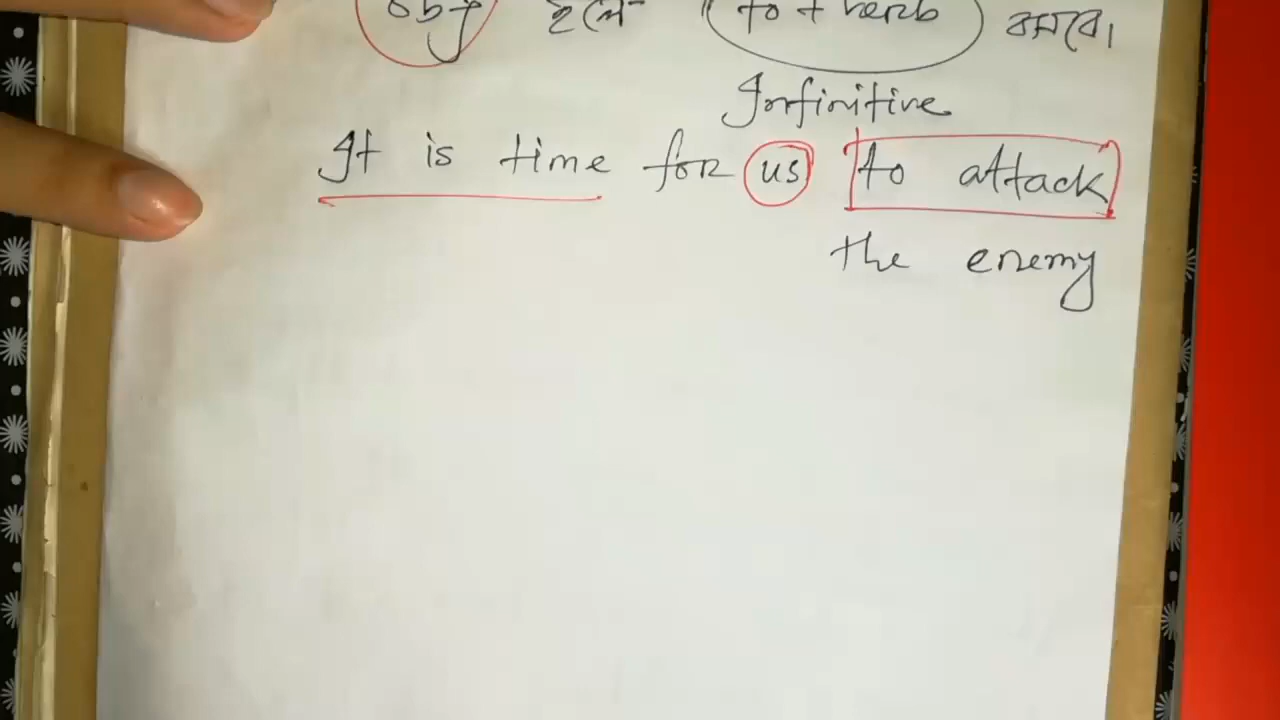 obj হলে to + verb বসবে।
Infinitive
It is time for us to attack
the enemy